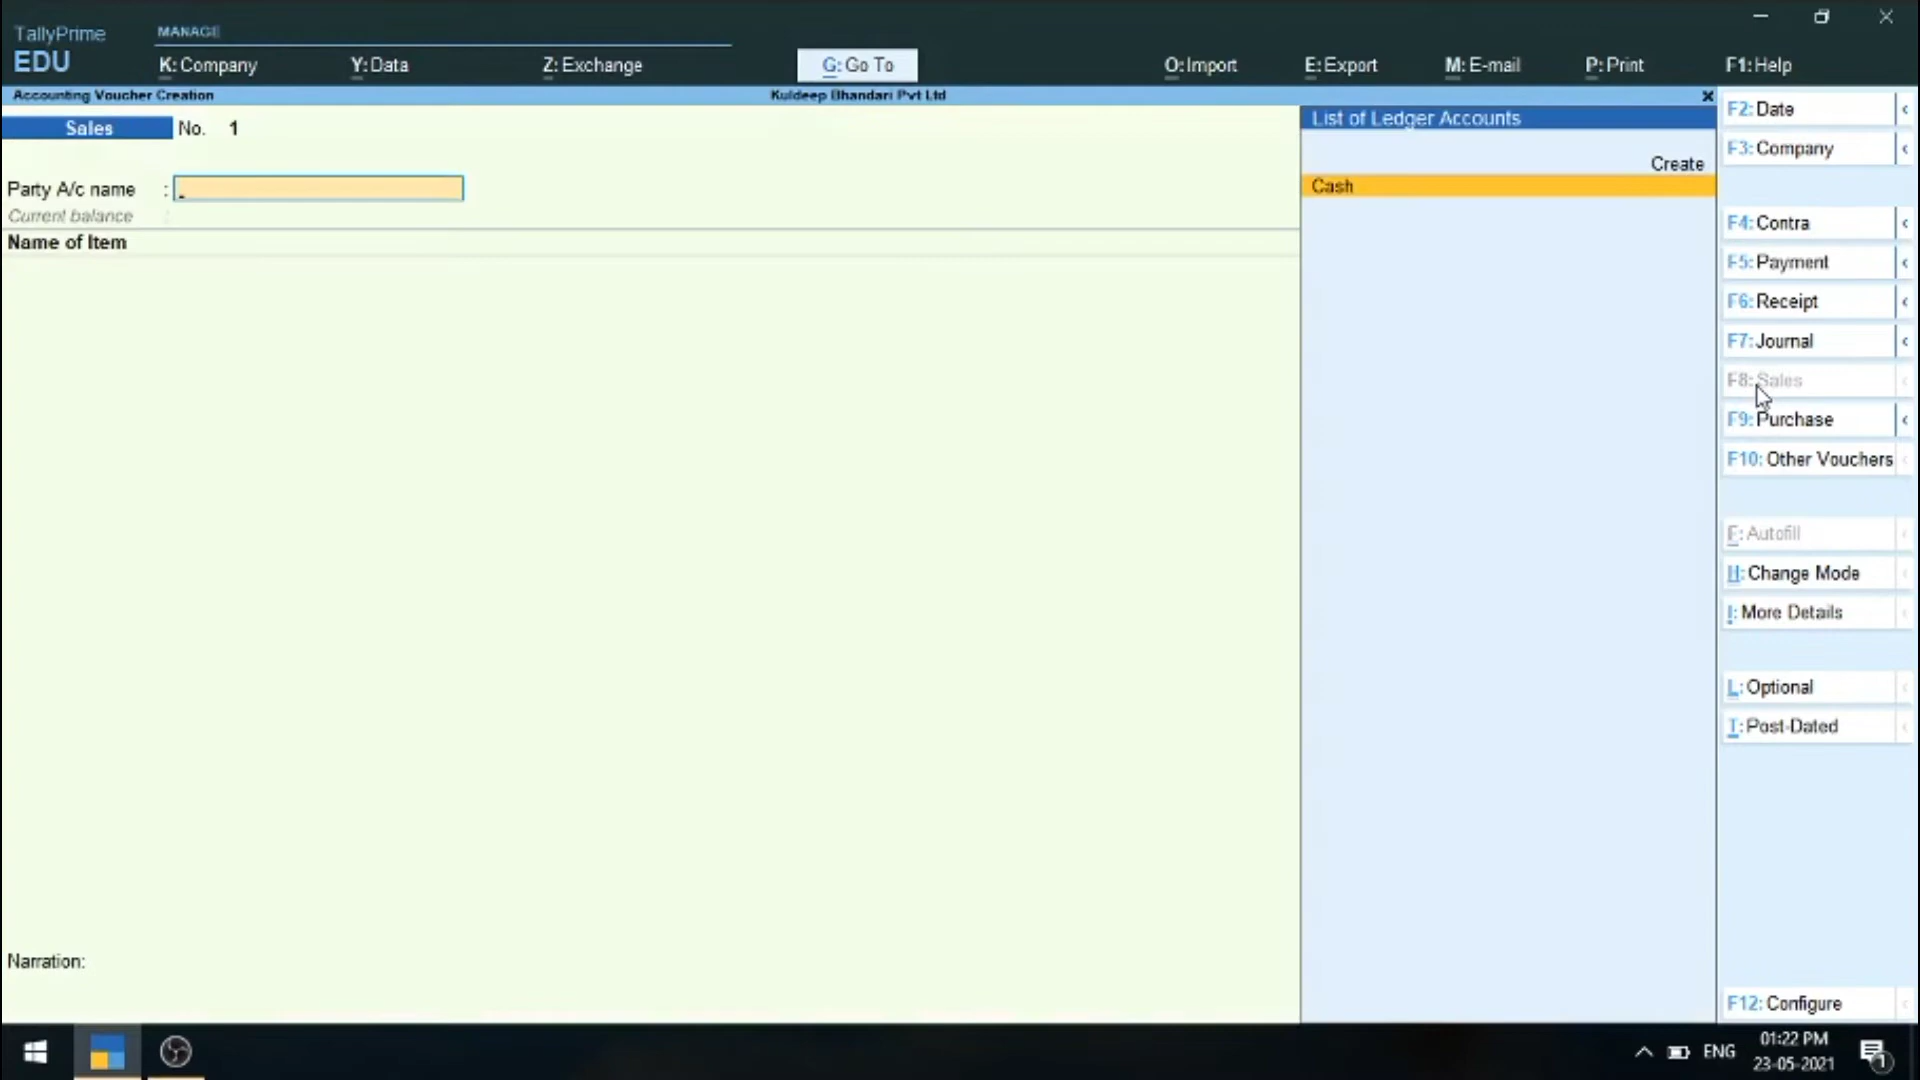 TallyPrime
EDU
MANAGE
K: Company
Y: Data
Z: Exchange
G: Go To
O: Import
E: Export
M: E-mail
P: Print
F1: Help
Accounting Voucher Creation
Kuldeep Bhandari Pvt Ltd
Sales No. 1
Party A/c name :
Current balance :
Name of Item
Narration:
List of Ledger Accounts
Create
Cash
F2: Date
F3: Company
F4: Contra
F5: Payment
F6: Receipt
F7: Journal
F8: Sales
F9: Purchase
F10: Other Vouchers
E: Autofill
H: Change Mode
I: More Details
L: Optional
T: Post-Dated
F12: Configure
ENG
01:22 PM
23-05-2021
1